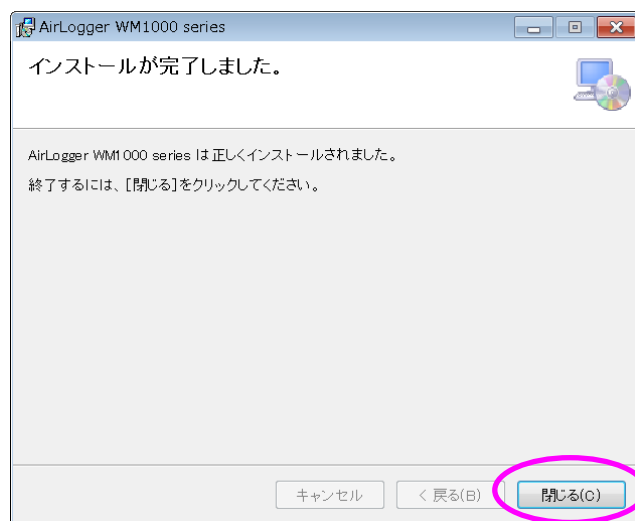 AirLogger WM1000 series
インストールが完了しました。
AirLogger WM1000 series は正しくインストールされました。
終了するには、[閉じる]をクリックしてください。
キャンセル
< 戻る(B)
閉じる(C)